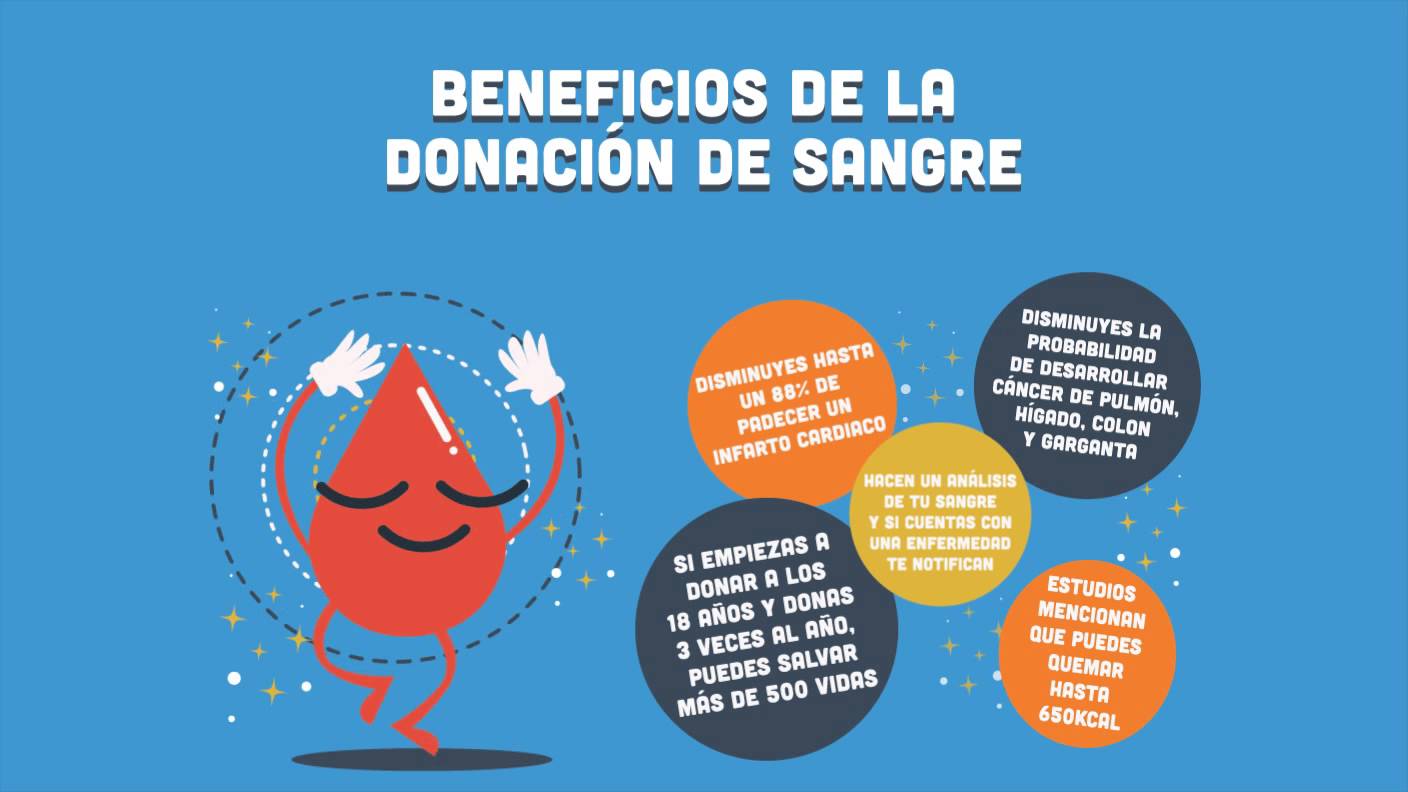 BENEFICIOS DE LA
DONACIÓN DE SANGRE
DISMINUYES HASTA
UN 88% DE
PADECER UN
INFARTO CARDIACO
DISMINUYES LA
PROBABILIDAD
DE DESARROLLAR
CÁNCER DE PULMÓN,
HÍGADO, COLON
Y GARGANTA
HACEN UN ANÁLISIS
DE TU SANGRE
Y SI CUENTAS CON
UNA ENFERMEDAD
TE NOTIFICAN
SI EMPIEZAS A
DONAR A LOS
18 AÑOS Y DONAS
3 VECES AL AÑO,
PUEDES SALVAR
MÁS DE 500 VIDAS
ESTUDIOS
MENCIONAN
QUE PUEDES
QUEMAR
HASTA
650KCAL